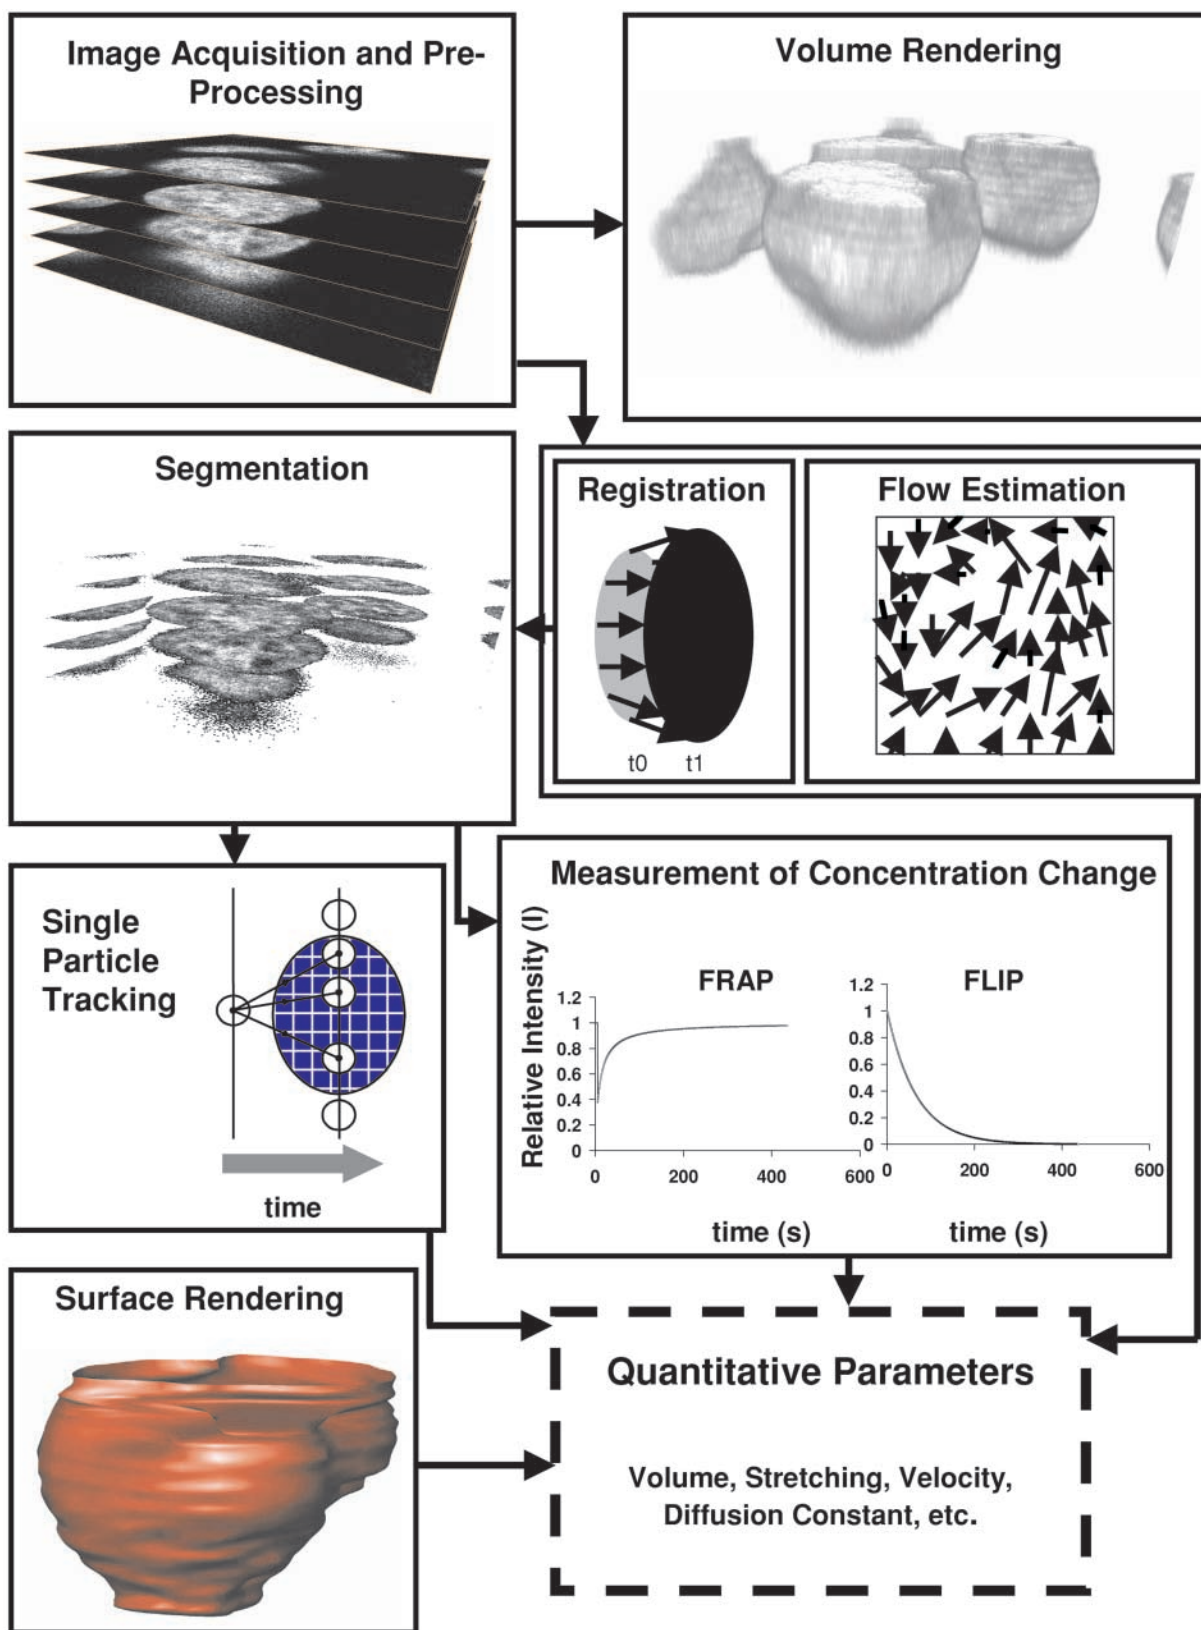 Image Acquisition and Pre-
Processing
Volume Rendering
Segmentation
Registration
t0 t1
Flow Estimation
Single
Particle
Tracking
time
Measurement of Concentration Change
Relative Intensity (I)
FRAP
1.2
1
0.8
0.6
0.4
0.2
0
0 200 400 600
time (s)
FLIP
1.2
1
0.8
0.6
0.4
0.2
0
0 200 400 600
time (s)
Surface Rendering
Quantitative Parameters
Volume, Stretching, Velocity,
Diffusion Constant, etc.